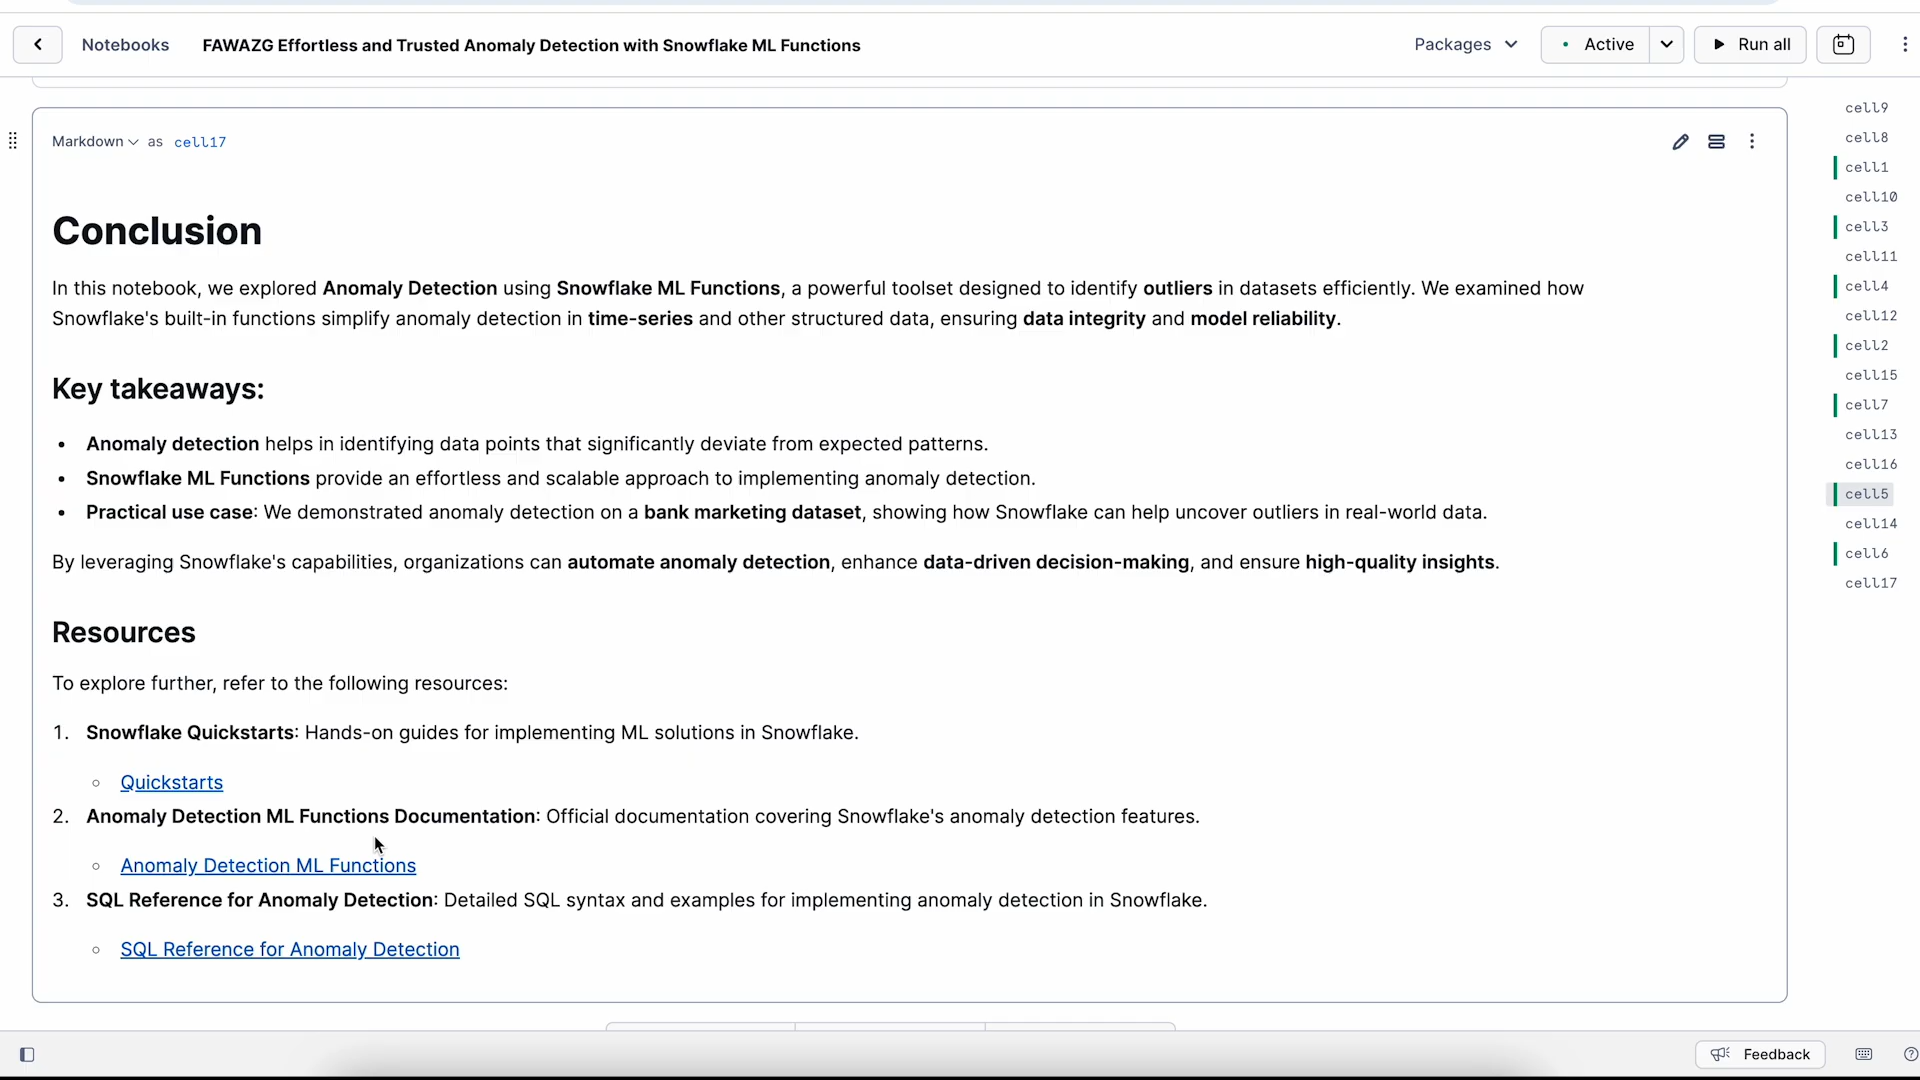 Notebooks
FAWAZG Effortless and Trusted Anomaly Detection with Snowflake ML Functions
Packages
Active
Run all
Markdown as cell17
Conclusion
In this notebook, we explored Anomaly Detection using Snowflake ML Functions, a powerful toolset designed to identify outliers in datasets efficiently. We examined how
Snowflake's built-in functions simplify anomaly detection in time-series and other structured data, ensuring data integrity and model reliability.
Key takeaways:
• Anomaly detection helps in identifying data points that significantly deviate from expected patterns.
• Snowflake ML Functions provide an effortless and scalable approach to implementing anomaly detection.
• Practical use case: We demonstrated anomaly detection on a bank marketing dataset, showing how Snowflake can help uncover outliers in real-world data.
By leveraging Snowflake's capabilities, organizations can automate anomaly detection, enhance data-driven decision-making, and ensure high-quality insights.
Resources
To explore further, refer to the following resources:
1. Snowflake Quickstarts: Hands-on guides for implementing ML solutions in Snowflake.
◦ Quickstarts
2. Anomaly Detection ML Functions Documentation: Official documentation covering Snowflake's anomaly detection features.
◦ Anomaly Detection ML Functions
3. SQL Reference for Anomaly Detection: Detailed SQL syntax and examples for implementing anomaly detection in Snowflake.
◦ SQL Reference for Anomaly Detection
cell9
cell8
cell1
cell10
cell3
cell11
cell4
cell12
cell2
cell15
cell7
cell13
cell16
cell5
cell14
cell6
cell17
Feedback